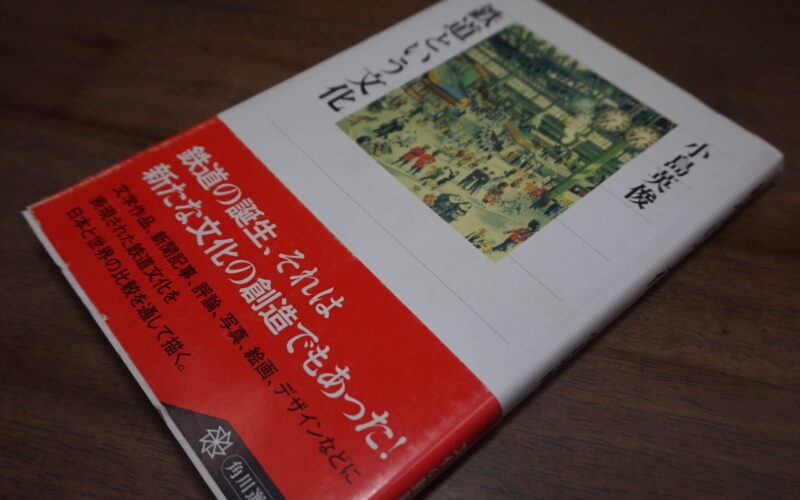 鉄道という文化
小島英俊
鉄道の誕生、それは
新たな文化の創造でもあった!
文学作品、新聞記事、評論、写真、絵画、デザインなどに
表現された鉄道文化を
日本と世界の比較を通して描く。
角川選